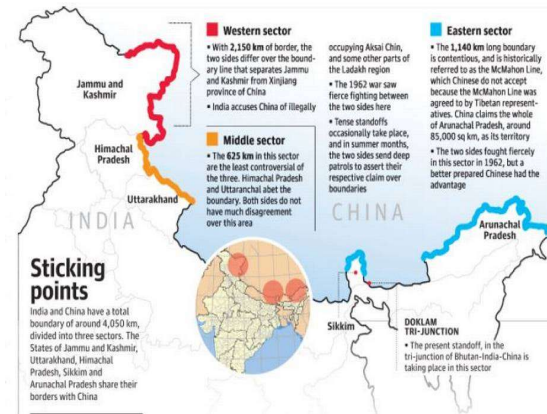 Western sector
• With 2,150 km of border, the
two sides differ over the bound-
ary line that separates Jammu
and Kashmir from Xinjiang
province of China
• India accuses China of illegally
occupying Aksai Chin,
and some other parts of
the Ladakh region
• The 1962 war saw
fierce fighting between
the two sides here
• Tense standoffs
occasionally take place,
and in summer months,
the two sides send deep
patrols to assert their
respective claim over
boundaries
Middle sector
• The 625 km in this sector
are the least controversial of
the three. Himachal Pradesh
and Uttaranchal abet the
boundary. Both sides do not
have much disagreement
over this area
Eastern sector
• The 1,140 km long boundary
is contentious, and is historically
referred to as the McMahon Line,
which Chinese do not accept
because the McMahon Line was
agreed to by Tibetan represent-
atives. China claims the whole
of Arunachal Pradesh, around
85,000 sq km, as its territory
• The two sides fought fiercely
in this sector in 1962, but a
better prepared Chinese had the
advantage
Jammu and
Kashmir
Himachal
Pradesh
Uttarakhand
INDIA
CHINA
Arunachal
Pradesh
Sikkim
Sticking
points
India and China have a total
boundary of around 4,050 km,
divided into three sectors. The
States of Jammu and Kashmir,
Uttarakhand, Himachal
Pradesh, Sikkim and
Arunachal Pradesh share their
borders with China
DOKLAM
TRI-JUNCTION
• The present standoff, in the
tri-junction of Bhutan-India-China is
taking place in this sector